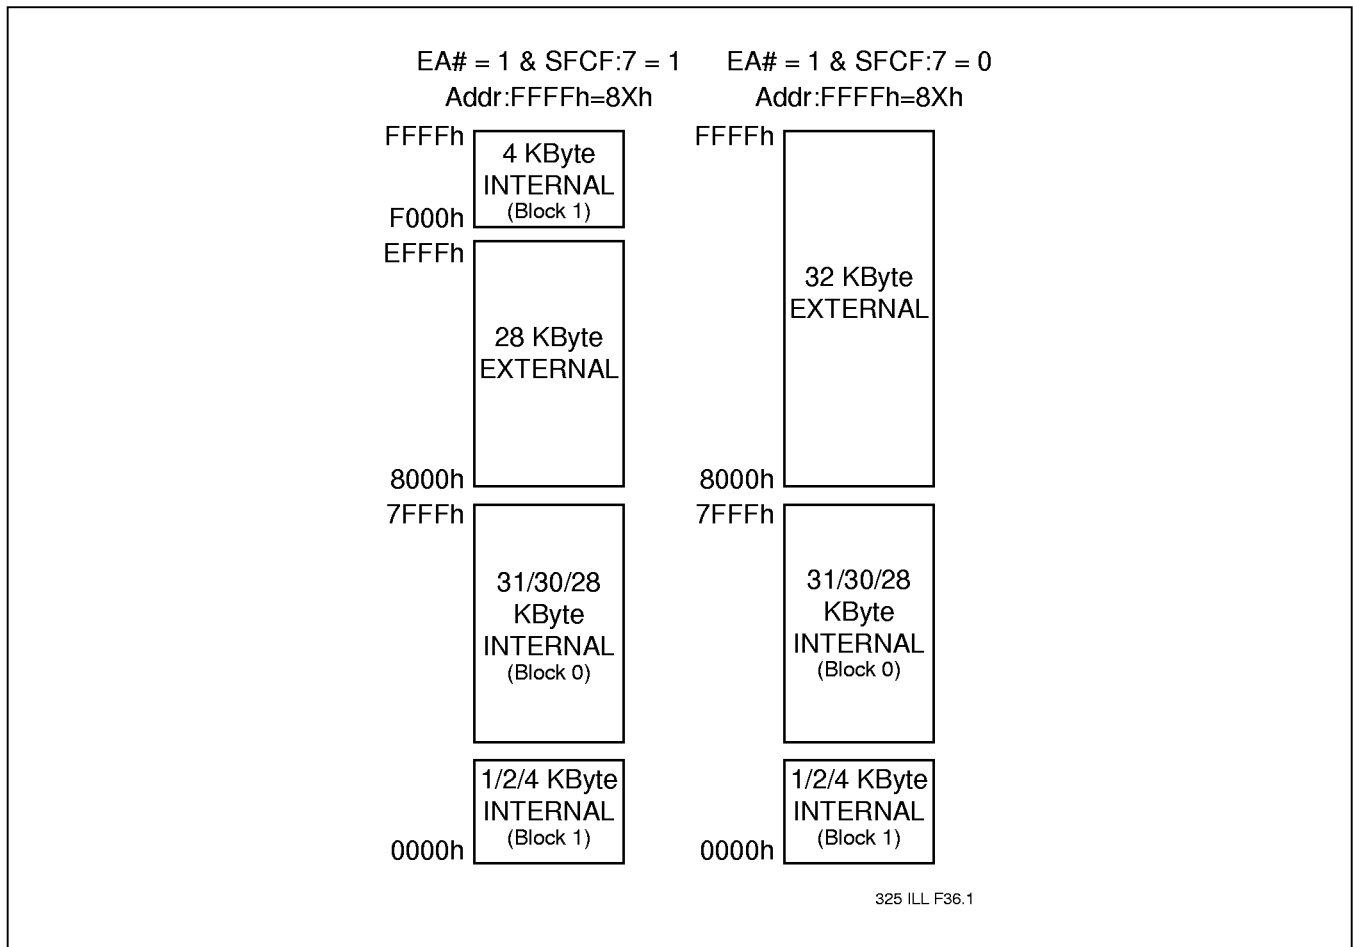 EA# = 1 & SFCF:7 = 1
Addr:FFFFh=8Xh
FFFFh
4 KByte
INTERNAL
(Block 1)
F000h
EFFFh
28 KByte
EXTERNAL
8000h
7FFFh
31/30/28
KByte
INTERNAL
(Block 0)
1/2/4 KByte
INTERNAL
(Block 1)
0000h
EA# = 1 & SFCF:7 = 0
Addr:FFFFh=8Xh
FFFFh
32 KByte
EXTERNAL
8000h
7FFFh
31/30/28
KByte
INTERNAL
(Block 0)
1/2/4 KByte
INTERNAL
(Block 1)
0000h
325 ILL F36.1